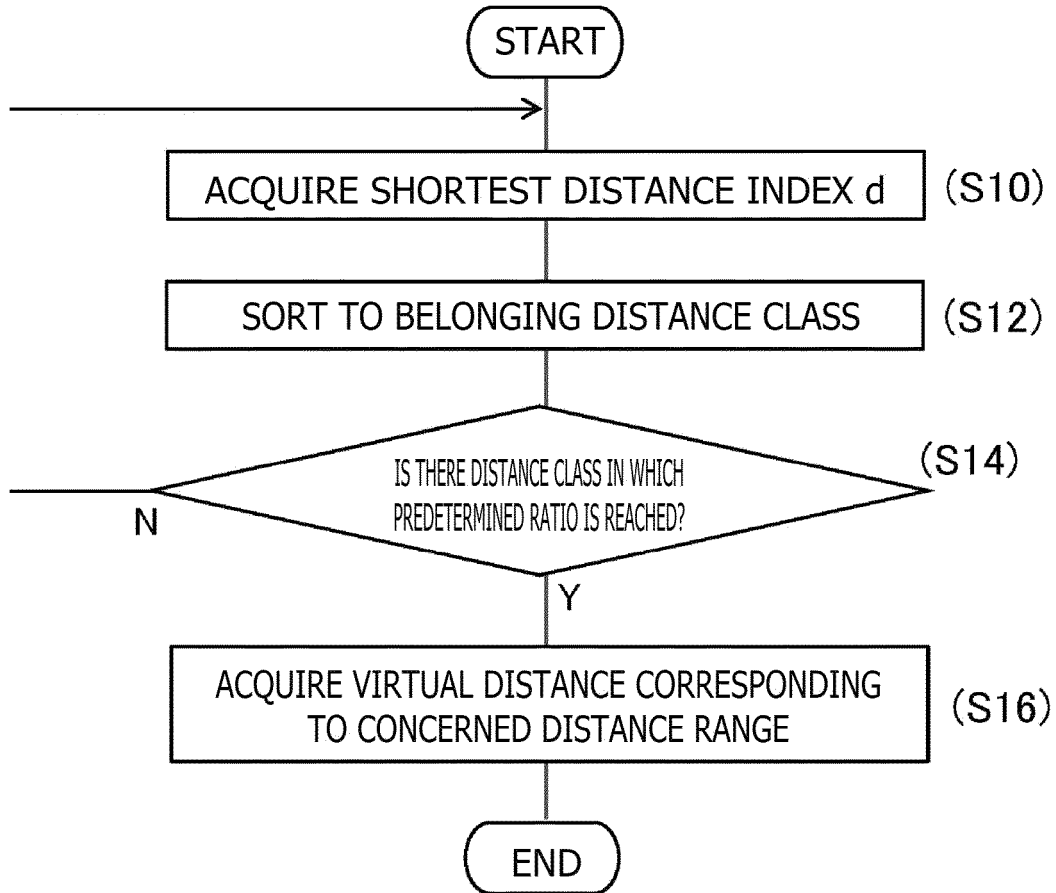 START
ACQUIRE SHORTEST DISTANCE INDEX d
(S10)
SORT TO BELONGING DISTANCE CLASS
(S12)
IS THERE DISTANCE CLASS IN WHICH
PREDETERMINED RATIO IS REACHED?
(S14)
N
Y
ACQUIRE VIRTUAL DISTANCE CORRESPONDING
TO CONCERNED DISTANCE RANGE
(S16)
END